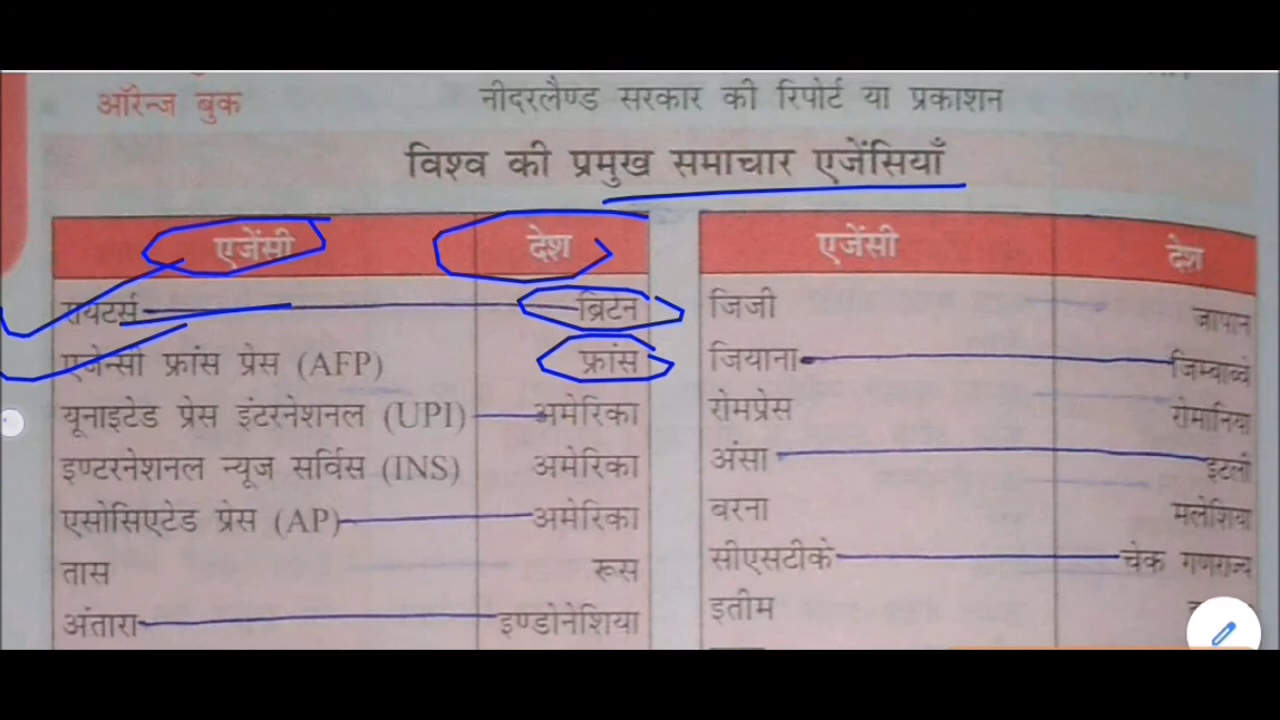 ऑरेन्ज बुक नीदरलैण्ड सरकार की रिपोर्ट या प्रकाशन
विश्व की प्रमुख समाचार एजेंसियाँ
एजेंसी देश
रायटर्स ब्रिटेन
एजेन्सी फ्रांस प्रेस (AFP) फ्रांस
यूनाइटेड प्रेस इंटरनेशनल (UPI) अमेरिका
इण्टरनेशनल न्यूज सर्विस (INS) अमेरिका
एसोसिएटेड प्रेस (AP) अमेरिका
तास रूस
अंतारा इण्डोनेशिया
एजेंसी देश
जिजी जापान
जियाना जिम्बाब्वे
रोमप्रेस रोमानिया
अंसा इटली
वरना मलेशिया
सीएसटीके चेक गणराज्य
इतीम